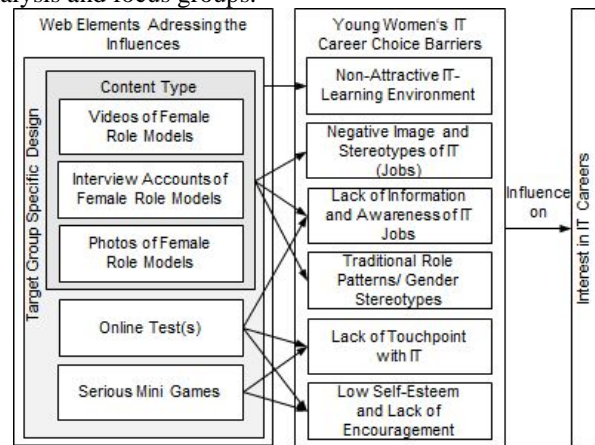 alysis and focus groups.
Web Elements Adressing the
Influences
Target Group Specific Design
Content Type
Videos of Female
Role Models
Interview Accounts of
Female Role Models
Photos of Female
Role Models
Online Test(s)
Serious Mini Games
Young Women‘s IT
Career Choice Barriers
Non-Attractive IT-
Learning Environment
Negative Image and
Stereotypes of IT
(Jobs)
Lack of Information
and Awareness of IT
Jobs
Traditional Role
Patterns/ Gender
Stereotypes
Lack of Touchpoint
with IT
Low Self-Esteem
and Lack of
Encouragement
Influence
on
Interest in IT Careers